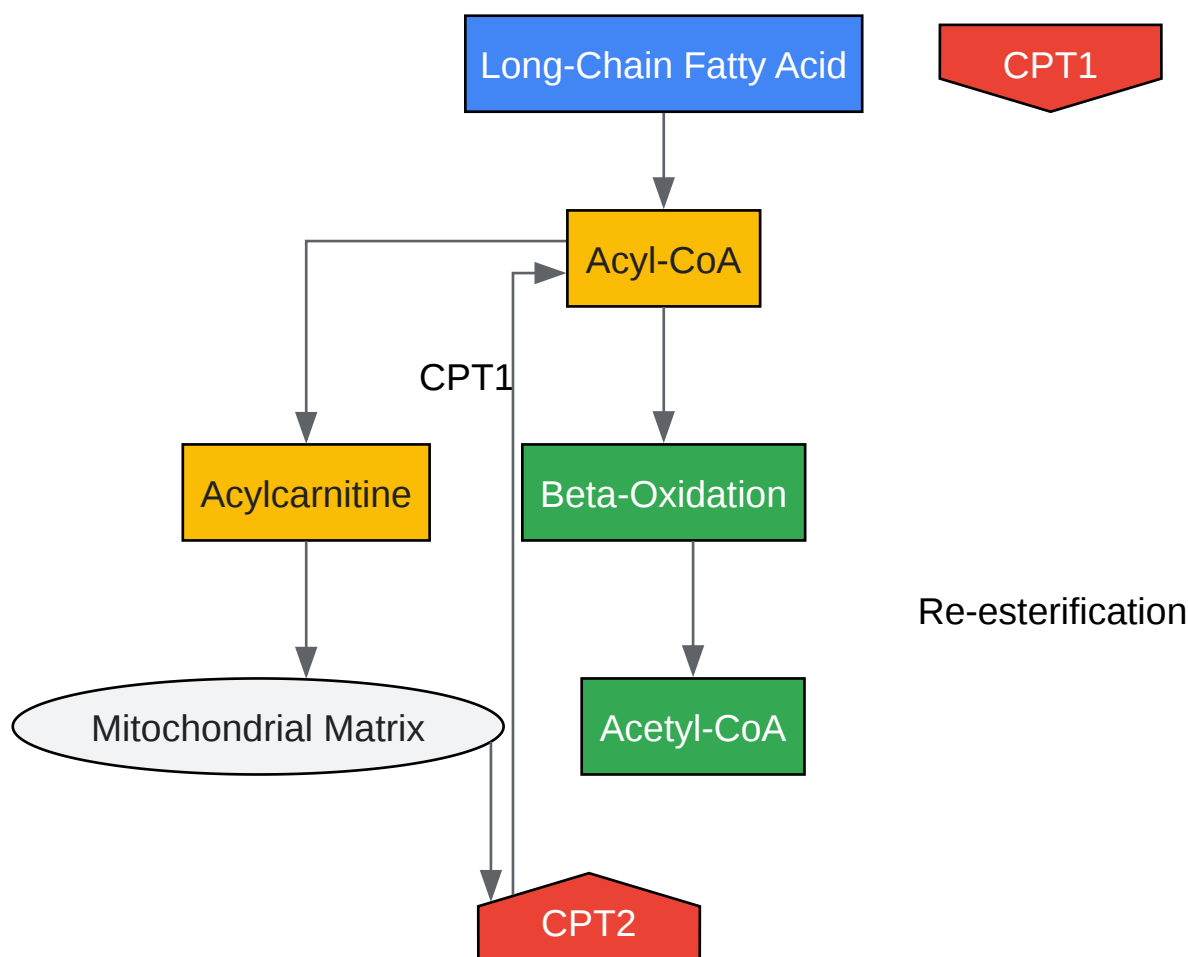 Long-Chain Fatty Acid
CPT1
Acyl-CoA
CPT1
Acylcarnitine
Beta-Oxidation
Re-esterification
Mitochondrial Matrix
Acetyl-CoA
CPT2